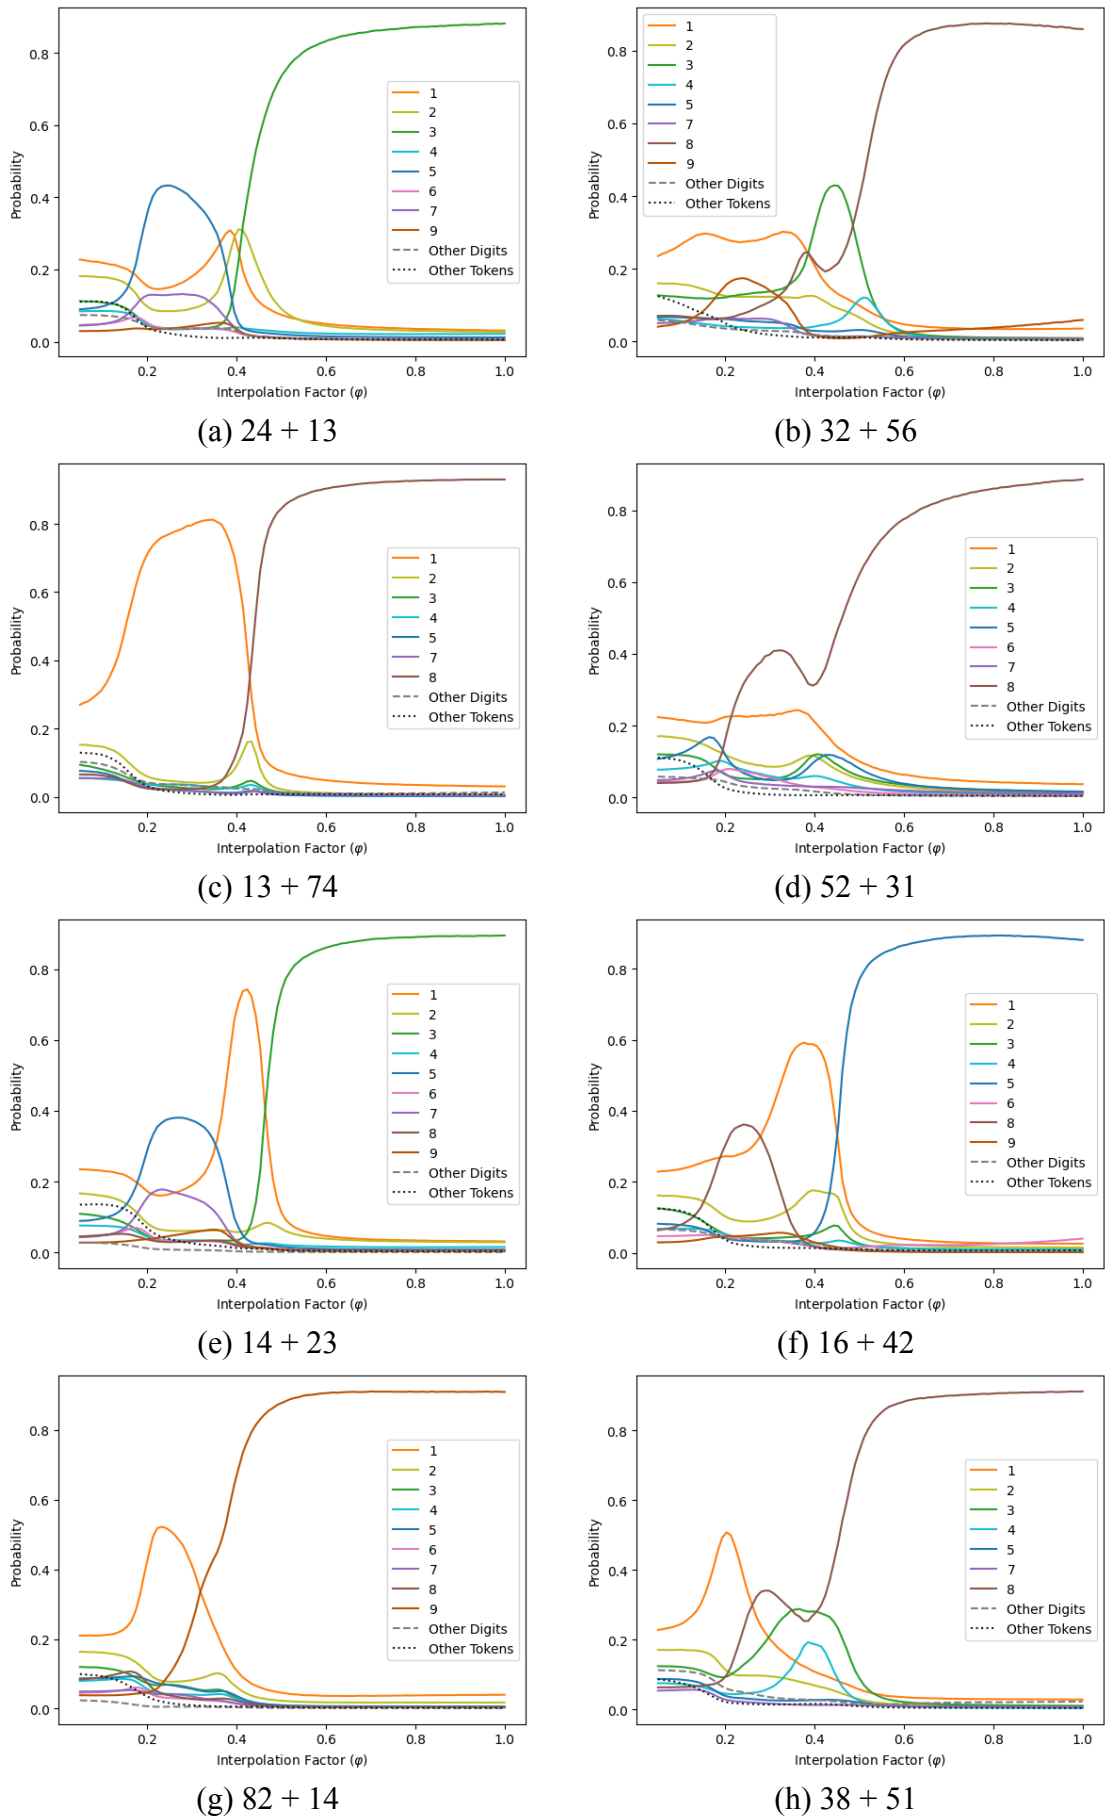 0.8
0.6
0.4
0.2
0.0
Probability
1
2
3
4
5
6
7
9
Other Digits
Other Tokens
0.2 0.4 0.6 0.8 1.0
Interpolation Factor (φ)
(a) 24 + 13
0.8
0.6
0.4
0.2
0.0
Probability
1
2
3
4
5
7
8
9
Other Digits
Other Tokens
0.2 0.4 0.6 0.8 1.0
Interpolation Factor (φ)
(b) 32 + 56
0.8
0.6
0.4
0.2
0.0
Probability
1
2
3
4
5
7
8
Other Digits
Other Tokens
0.2 0.4 0.6 0.8 1.0
Interpolation Factor (φ)
(c) 13 + 74
0.8
0.6
0.4
0.2
0.0
Probability
1
2
3
4
5
6
7
8
Other Digits
Other Tokens
0.2 0.4 0.6 0.8 1.0
Interpolation Factor (φ)
(d) 52 + 31
0.8
0.6
0.4
0.2
0.0
Probability
1
2
3
4
5
6
7
8
9
Other Digits
Other Tokens
0.2 0.4 0.6 0.8 1.0
Interpolation Factor (φ)
(e) 14 + 23
0.8
0.6
0.4
0.2
0.0
Probability
1
2
3
4
5
6
8
9
Other Digits
Other Tokens
0.2 0.4 0.6 0.8 1.0
Interpolation Factor (φ)
(f) 16 + 42
0.8
0.6
0.4
0.2
0.0
Probability
1
2
3
4
5
6
7
8
9
Other Digits
Other Tokens
0.2 0.4 0.6 0.8 1.0
Interpolation Factor (φ)
(g) 82 + 14
0.8
0.6
0.4
0.2
0.0
Probability
1
2
3
4
5
7
8
Other Digits
Other Tokens
0.2 0.4 0.6 0.8 1.0
Interpolation Factor (φ)
(h) 38 + 51